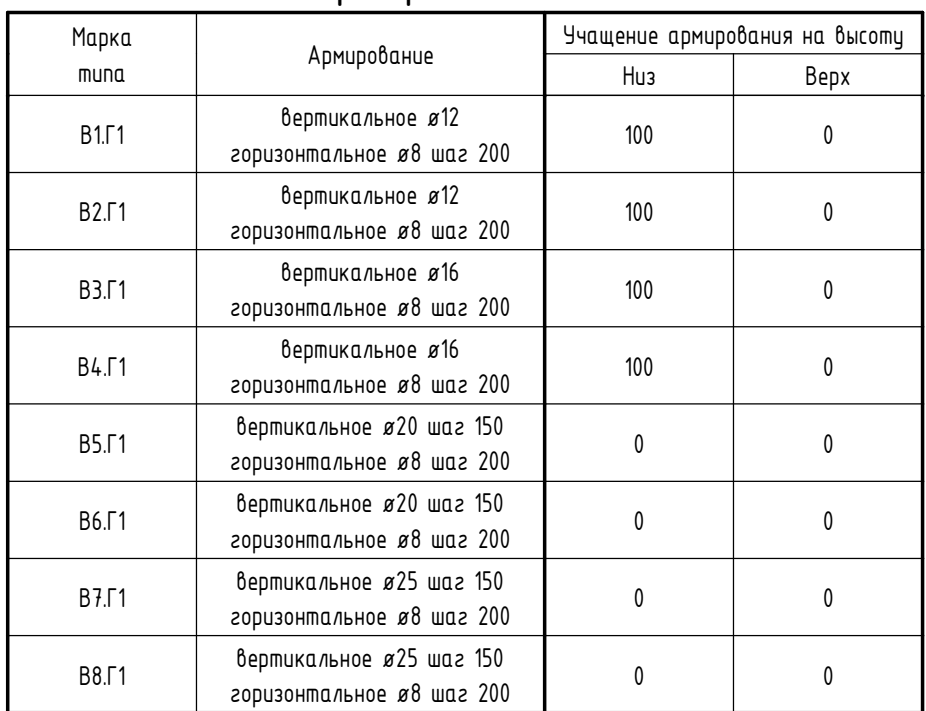 Марка типа
Армирование
Учащение армирования на высоту
Низ
Верх
В1.Г1
вертикальное ø12
горизонтальное ø8 шаг 200
100
0
В2.Г1
вертикальное ø12
горизонтальное ø8 шаг 200
100
0
В3.Г1
вертикальное ø16
горизонтальное ø8 шаг 200
100
0
В4.Г1
вертикальное ø16
горизонтальное ø8 шаг 200
100
0
В5.Г1
вертикальное ø20 шаг 150
горизонтальное ø8 шаг 200
0
0
В6.Г1
вертикальное ø20 шаг 150
горизонтальное ø8 шаг 200
0
0
В7.Г1
вертикальное ø25 шаг 150
горизонтальное ø8 шаг 200
0
0
В8.Г1
вертикальное ø25 шаг 150
горизонтальное ø8 шаг 200
0
0